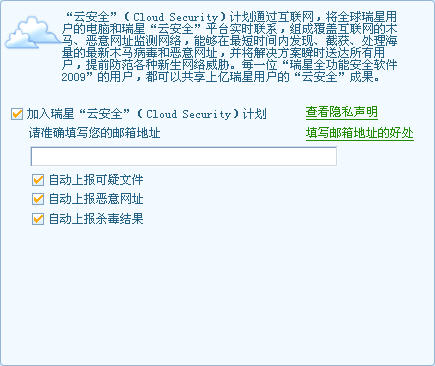 “云安全”（Cloud Security）计划通过互联网，将全球瑞星用
户的电脑和瑞星“云安全”平台实时联系，组成覆盖互联网的木
马、恶意网址监测网络，能够在最短时间内发现、截获、处理海
量的最新木马病毒和恶意网址，并将解决方案瞬时送达所有用
户，提前防范各种新生网络威胁。每一位“瑞星全功能安全软件
2009”的用户，都可以共享上亿瑞星用户的“云安全”成果。
加入瑞星“云安全”（Cloud Security）计划 查看隐私声明
请准确填写您的邮箱地址 填写邮箱地址的好处
自动上报可疑文件
自动上报恶意网址
自动上报杀毒结果